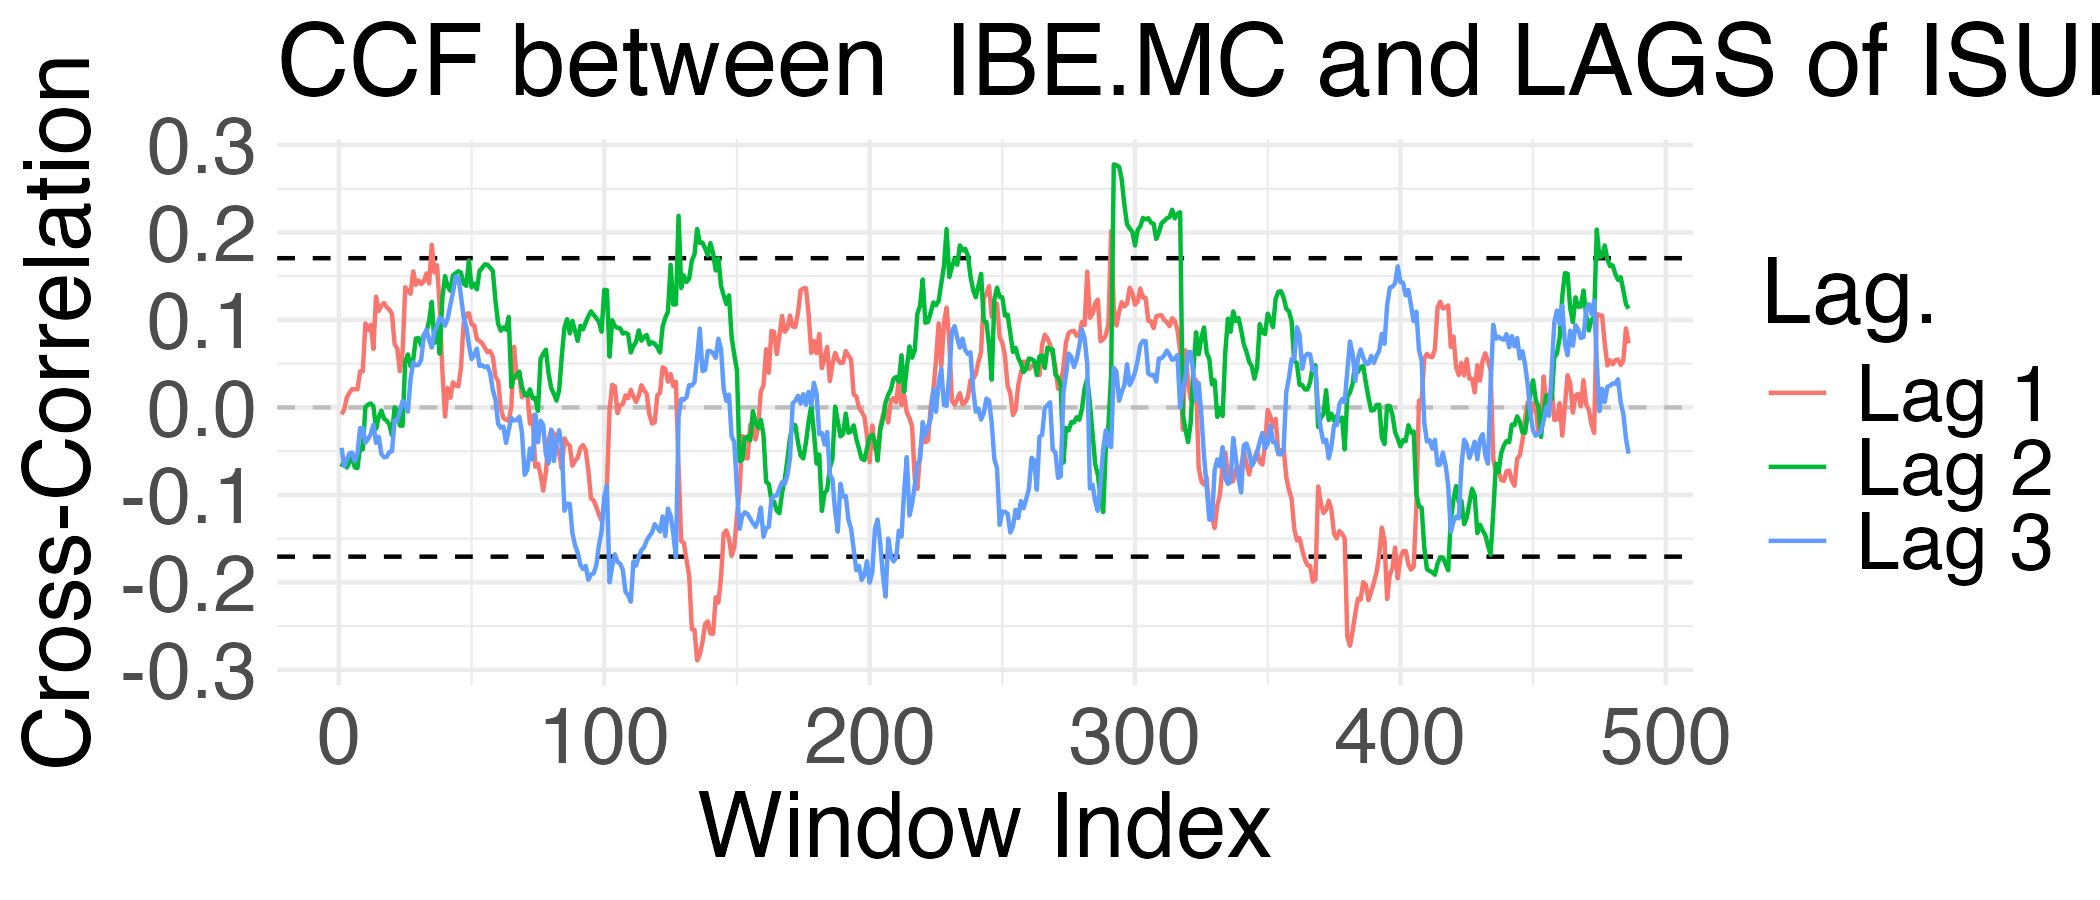 CCF between IBE.MC and LAGS of
Cross-Correlation
0.3
0.2
0.1
0.0
-0.1
-0.2
-0.3
0 100 200 300 400 500
Window Index
Lag.
Lag 1
Lag 2
Lag 3